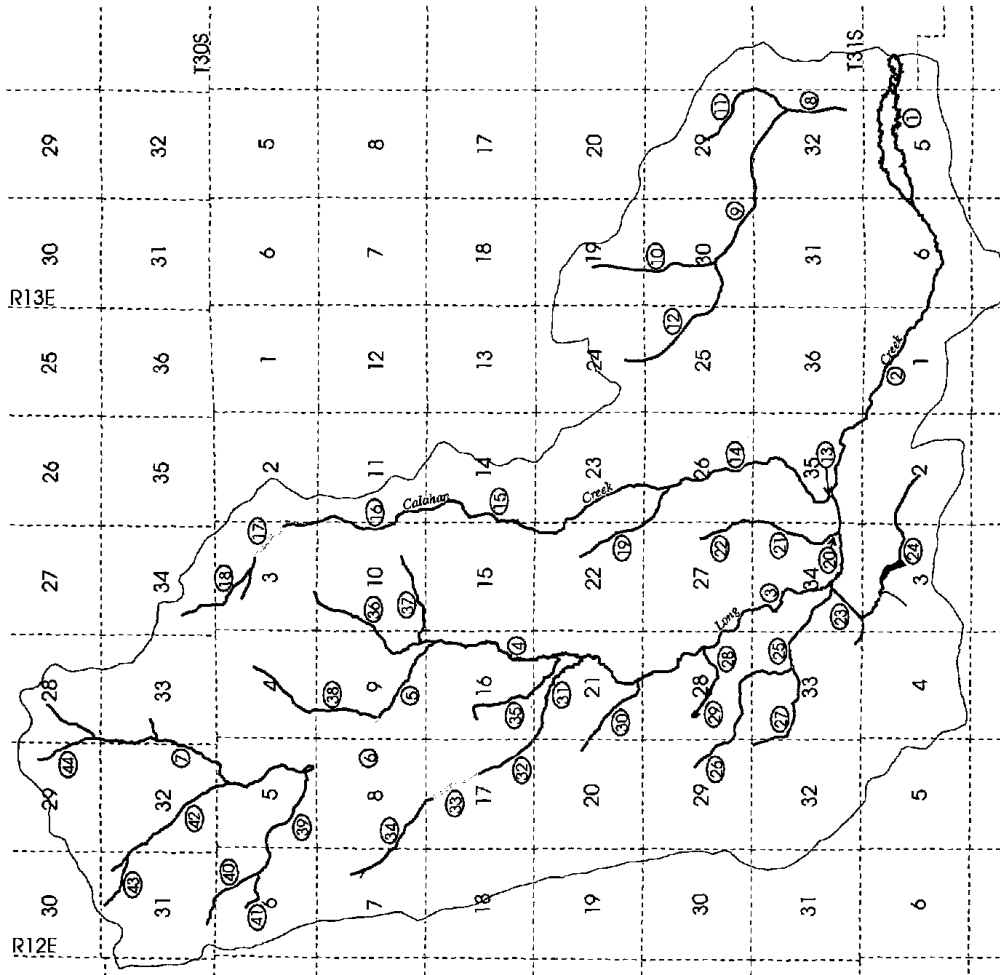 R12E R13E
30 29 28 27 26 25 30 29
44
43
31 32 33 34 35 36 31 32
7
42
T30S
40 18
41 17
6 5 4 3 2 1 6 5
39
38
6 36 16
7 8 9 10 11 12 7 8
34
5 37
Calahan
33
18 17 16 15 14 13 18 17
15
35 4
32
31
19 20 21 22 23 24 19 20
Creek
30 19
10
12
30 29 28 27 26 25 30 29
26 29 22 11
28 Long
14 9
3
27 25 21
8
31 32 33 34 35 36 31 32
20 13
23
T31S
2 Creek
24 1
6 5 4 3 2 1 6 5